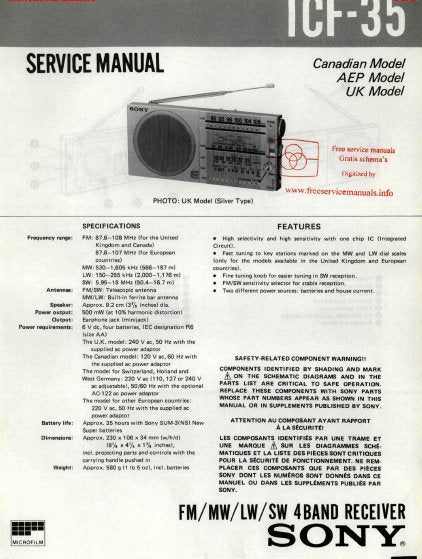 ICF-35
SERVICE MANUAL
Canadian Model
AEP Model
UK Model
SONY
Free service manuals
Gratis schema's
Digitized by
www.freeservicemanuals.info
PHOTO: UK Model (Silver Type)
SPECIFICATIONS
Frequency range: FM: 87.6–108 MHz (for the United
Kingdom and Canada)
87.6–107 MHz (for European
countries)
MW: 530–1,605 kHz (566–187 m)
LW: 150–255 kHz (2,000–1,176 m)
SW: 5.95–18 MHz (50.4–16.7 m)
Antennas: FM/SW: Telescopic antenna
MW/LW: Built-in ferrite bar antenna
Speaker: Approx. 9.2 cm (3⅝ inches) dia.
Power output: 500 mW (at 10% harmonic distortion)
Output: Earphone jack (minijack)
Power requirements: 6 V dc, four batteries, IEC designation R6
(size AA)
The U.K. model: 240 V ac, 50 Hz with the
supplied ac power adaptor
The Canadian model: 120 V ac, 60 Hz with
the supplied ac power adaptor
The model for Switzerland, Holland and
West Germany: 220 V ac (110, 127 or 240 V
ac adjustable), 50/60 Hz with the optional
AC-122 ac power adaptor
The model for other European countries:
220 V ac, 50 Hz with the supplied ac
power adaptor
Battery life: Approx. 35 hours with Sony SUM-3(NS) New
Super batteries
Dimensions: Approx. 230 x 106 x 34 mm (w/h/d)
(9⅛ x 4¼ x 1⅜ inches),
incl. projecting parts and controls with the
carrying handle pushed in
Weight: Approx. 580 g (1 lb 5 oz), incl. batteries
FEATURES
• High selectivity and high sensitivity with one chip IC (Integrated
Circuit).
• Fast tuning to key stations marked on the MW and LW dial scales
(only for the models available in the United Kingdom and European
countries).
• Fine tuning knob for easier tuning in SW reception.
• FM/SW sensitivity selector for stable reception.
• Two different power sources: batteries and house current.
SAFETY-RELATED COMPONENT WARNING!!
COMPONENTS IDENTIFIED BY SHADING AND MARK
⚠ ON THE SCHEMATIC DIAGRAMS AND IN THE
PARTS LIST ARE CRITICAL TO SAFE OPERATION.
REPLACE THESE COMPONENTS WITH SONY PARTS
WHOSE PART NUMBERS APPEAR AS SHOWN IN THIS
MANUAL OR IN SUPPLEMENTS PUBLISHED BY SONY.
ATTENTION AU COMPOSANT AYANT RAPPORT
À LA SÉCURITÉ!
LES COMPOSANTS IDENTIFIÉS PAR UNE TRAME ET
UNE MARQUE ⚠ SUR LES DIAGRAMMES SCHÉ-
MATIQUES ET LA LISTE DES PIÈCES SONT CRITIQUES
POUR LA SÉCURITÉ DE FONCTIONNEMENT. NE REM-
PLACER CES COMPOSANTS QUE PAR DES PIÈCES
SONY DONT LES NUMÉROS SONT DONNÉS DANS CE
MANUEL OU DANS LES SUPPLÉMENTS PUBLIÉS PAR
SONY.
FM/MW/LW/SW 4BAND RECEIVER
SONY®
MICROFILM